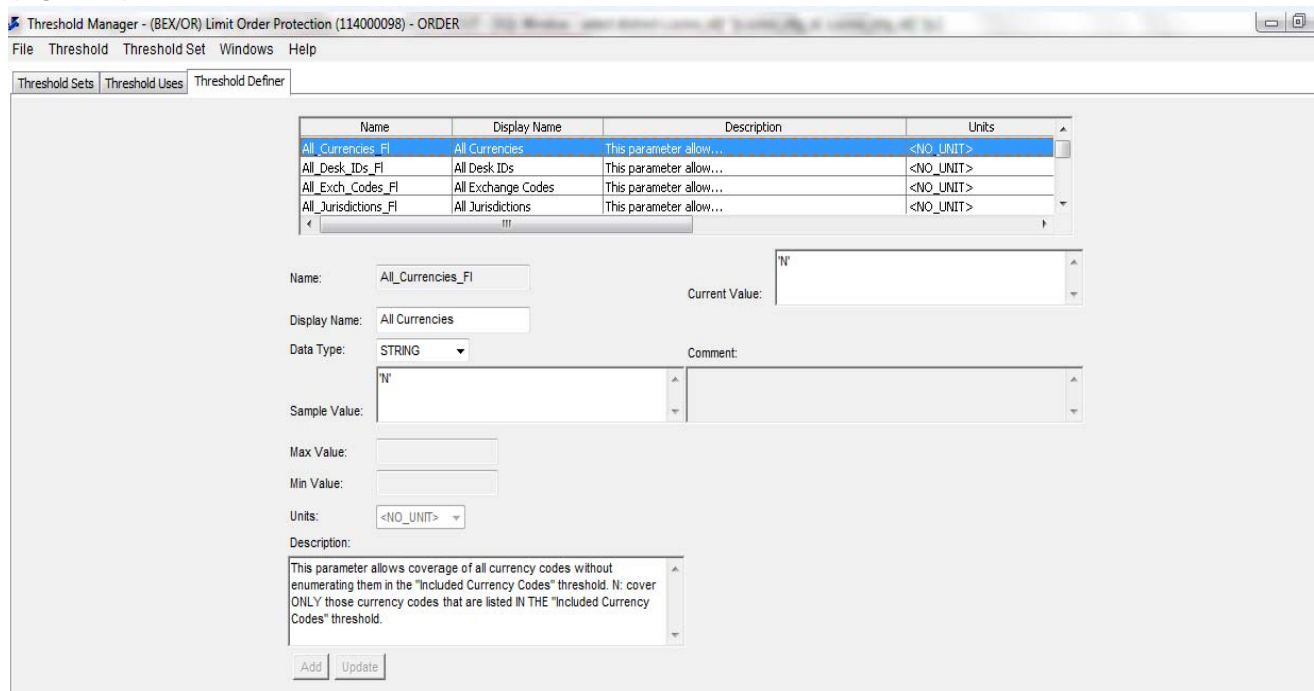 Threshold Manager - (BEX/OR) Limit Order Protection (114000098) - ORDER
File Threshold Threshold Set Windows Help
Threshold Sets Threshold Uses Threshold Definer
Name Display Name Description Units
All_Currencies_Fl All Currencies This parameter allow... <NO_UNIT>
All_Desk_IDs_Fl All Desk IDs This parameter allow... <NO_UNIT>
All_Exch_Codes_Fl All Exchange Codes This parameter allow... <NO_UNIT>
All_Jurisdictions_Fl All Jurisdictions This parameter allow... <NO_UNIT>
Name: All_Currencies_Fl
Current Value: 'N'
Display Name: All Currencies
Data Type: STRING
Comment:
Sample Value: 'N'
Max Value:
Min Value:
Units: <NO_UNIT>
Description:
This parameter allows coverage of all currency codes without
enumerating them in the "Included Currency Codes" threshold. N: cover
ONLY those currency codes that are listed IN THE "Included Currency
Codes" threshold.
Add Update